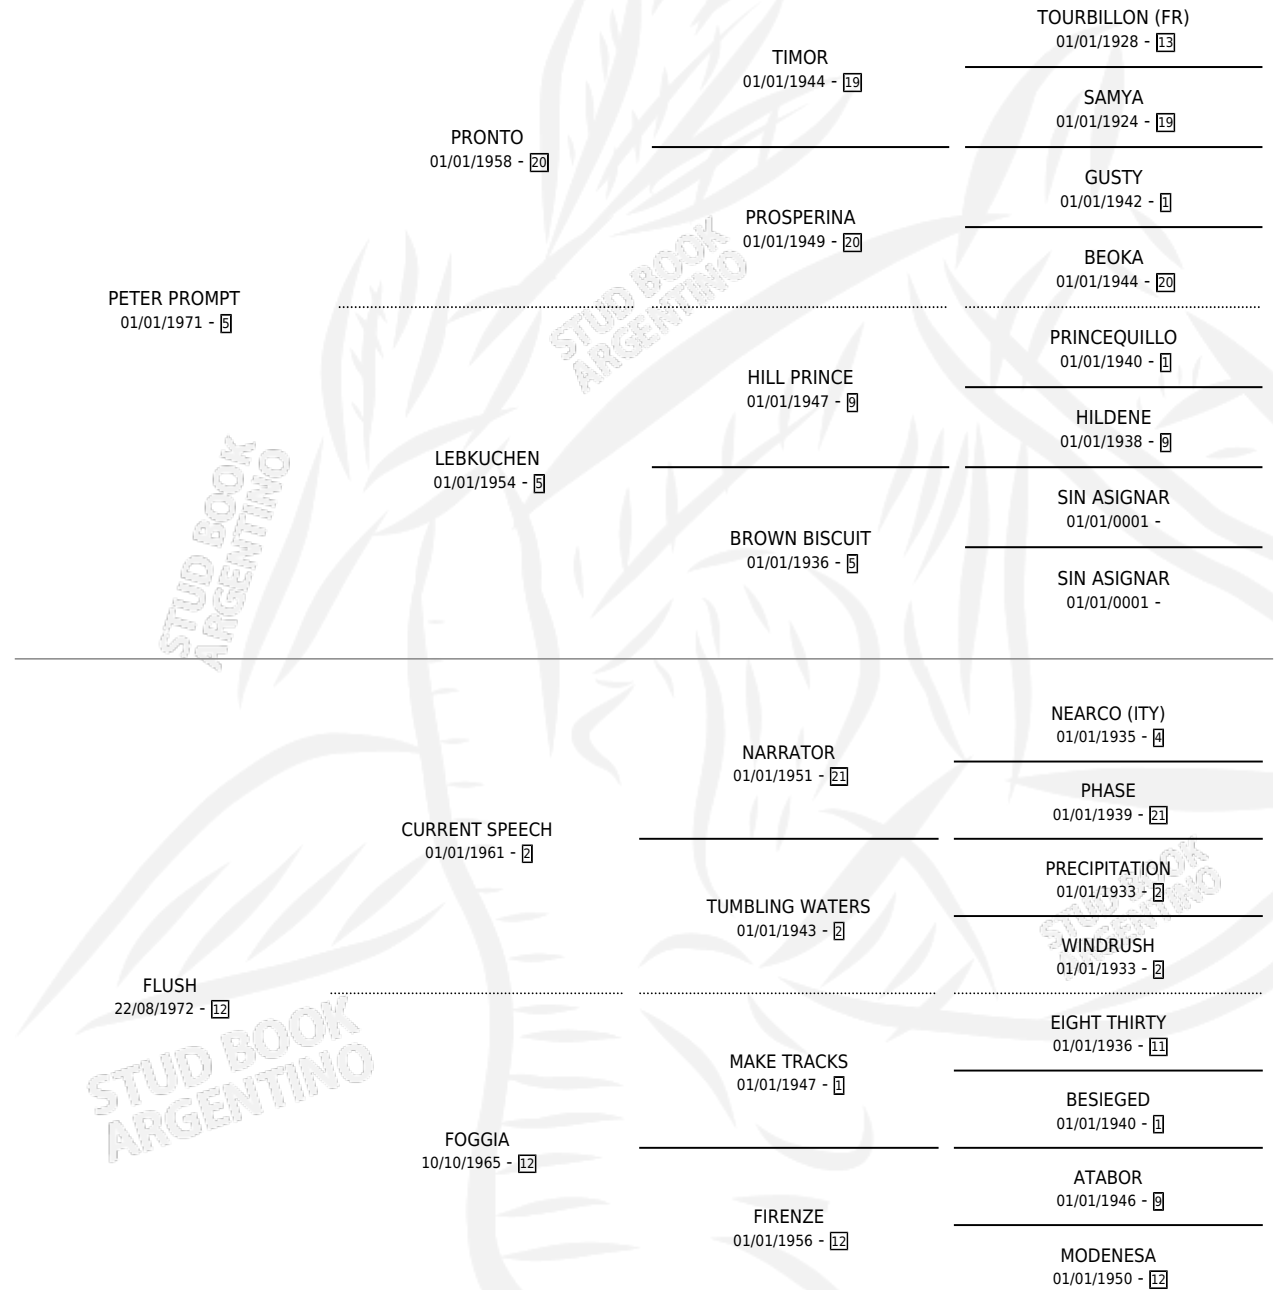 TOURBILLON (FR)
01/01/1928 - 13
TIMOR
01/01/1944 - 19
SAMYA
01/01/1924 - 19
PRONTO
01/01/1958 - 20
GUSTY
01/01/1942 - 1
PROSPERINA
01/01/1949 - 20
BEOKA
01/01/1944 - 20
PETER PROMPT
01/01/1971 - 5
PRINCEQUILLO
01/01/1940 - 1
HILL PRINCE
01/01/1947 - 9
HILDENE
01/01/1938 - 9
LEBKUCHEN
01/01/1954 - 5
SIN ASIGNAR
01/01/0001 -
BROWN BISCUIT
01/01/1936 - 5
SIN ASIGNAR
01/01/0001 -
NEARCO (ITY)
01/01/1935 - 4
NARRATOR
01/01/1951 - 21
PHASE
01/01/1939 - 21
CURRENT SPEECH
01/01/1961 - 2
PRECIPITATION
01/01/1933 - 2
TUMBLING WATERS
01/01/1943 - 2
WINDRUSH
01/01/1933 - 2
FLUSH
22/08/1972 - 12
EIGHT THIRTY
01/01/1936 - 11
MAKE TRACKS
01/01/1947 - 1
BESIEGED
01/01/1940 - 1
FOGGIA
10/10/1965 - 12
ATABOR
01/01/1946 - 9
FIRENZE
01/01/1956 - 12
MODENESA
01/01/1950 - 12
STUD BOOK
ARGENTINO
STUD BOOK
ARGENTINO
STUD BOOK
ARGENTINO
STUD BOOK
ARGENTINO